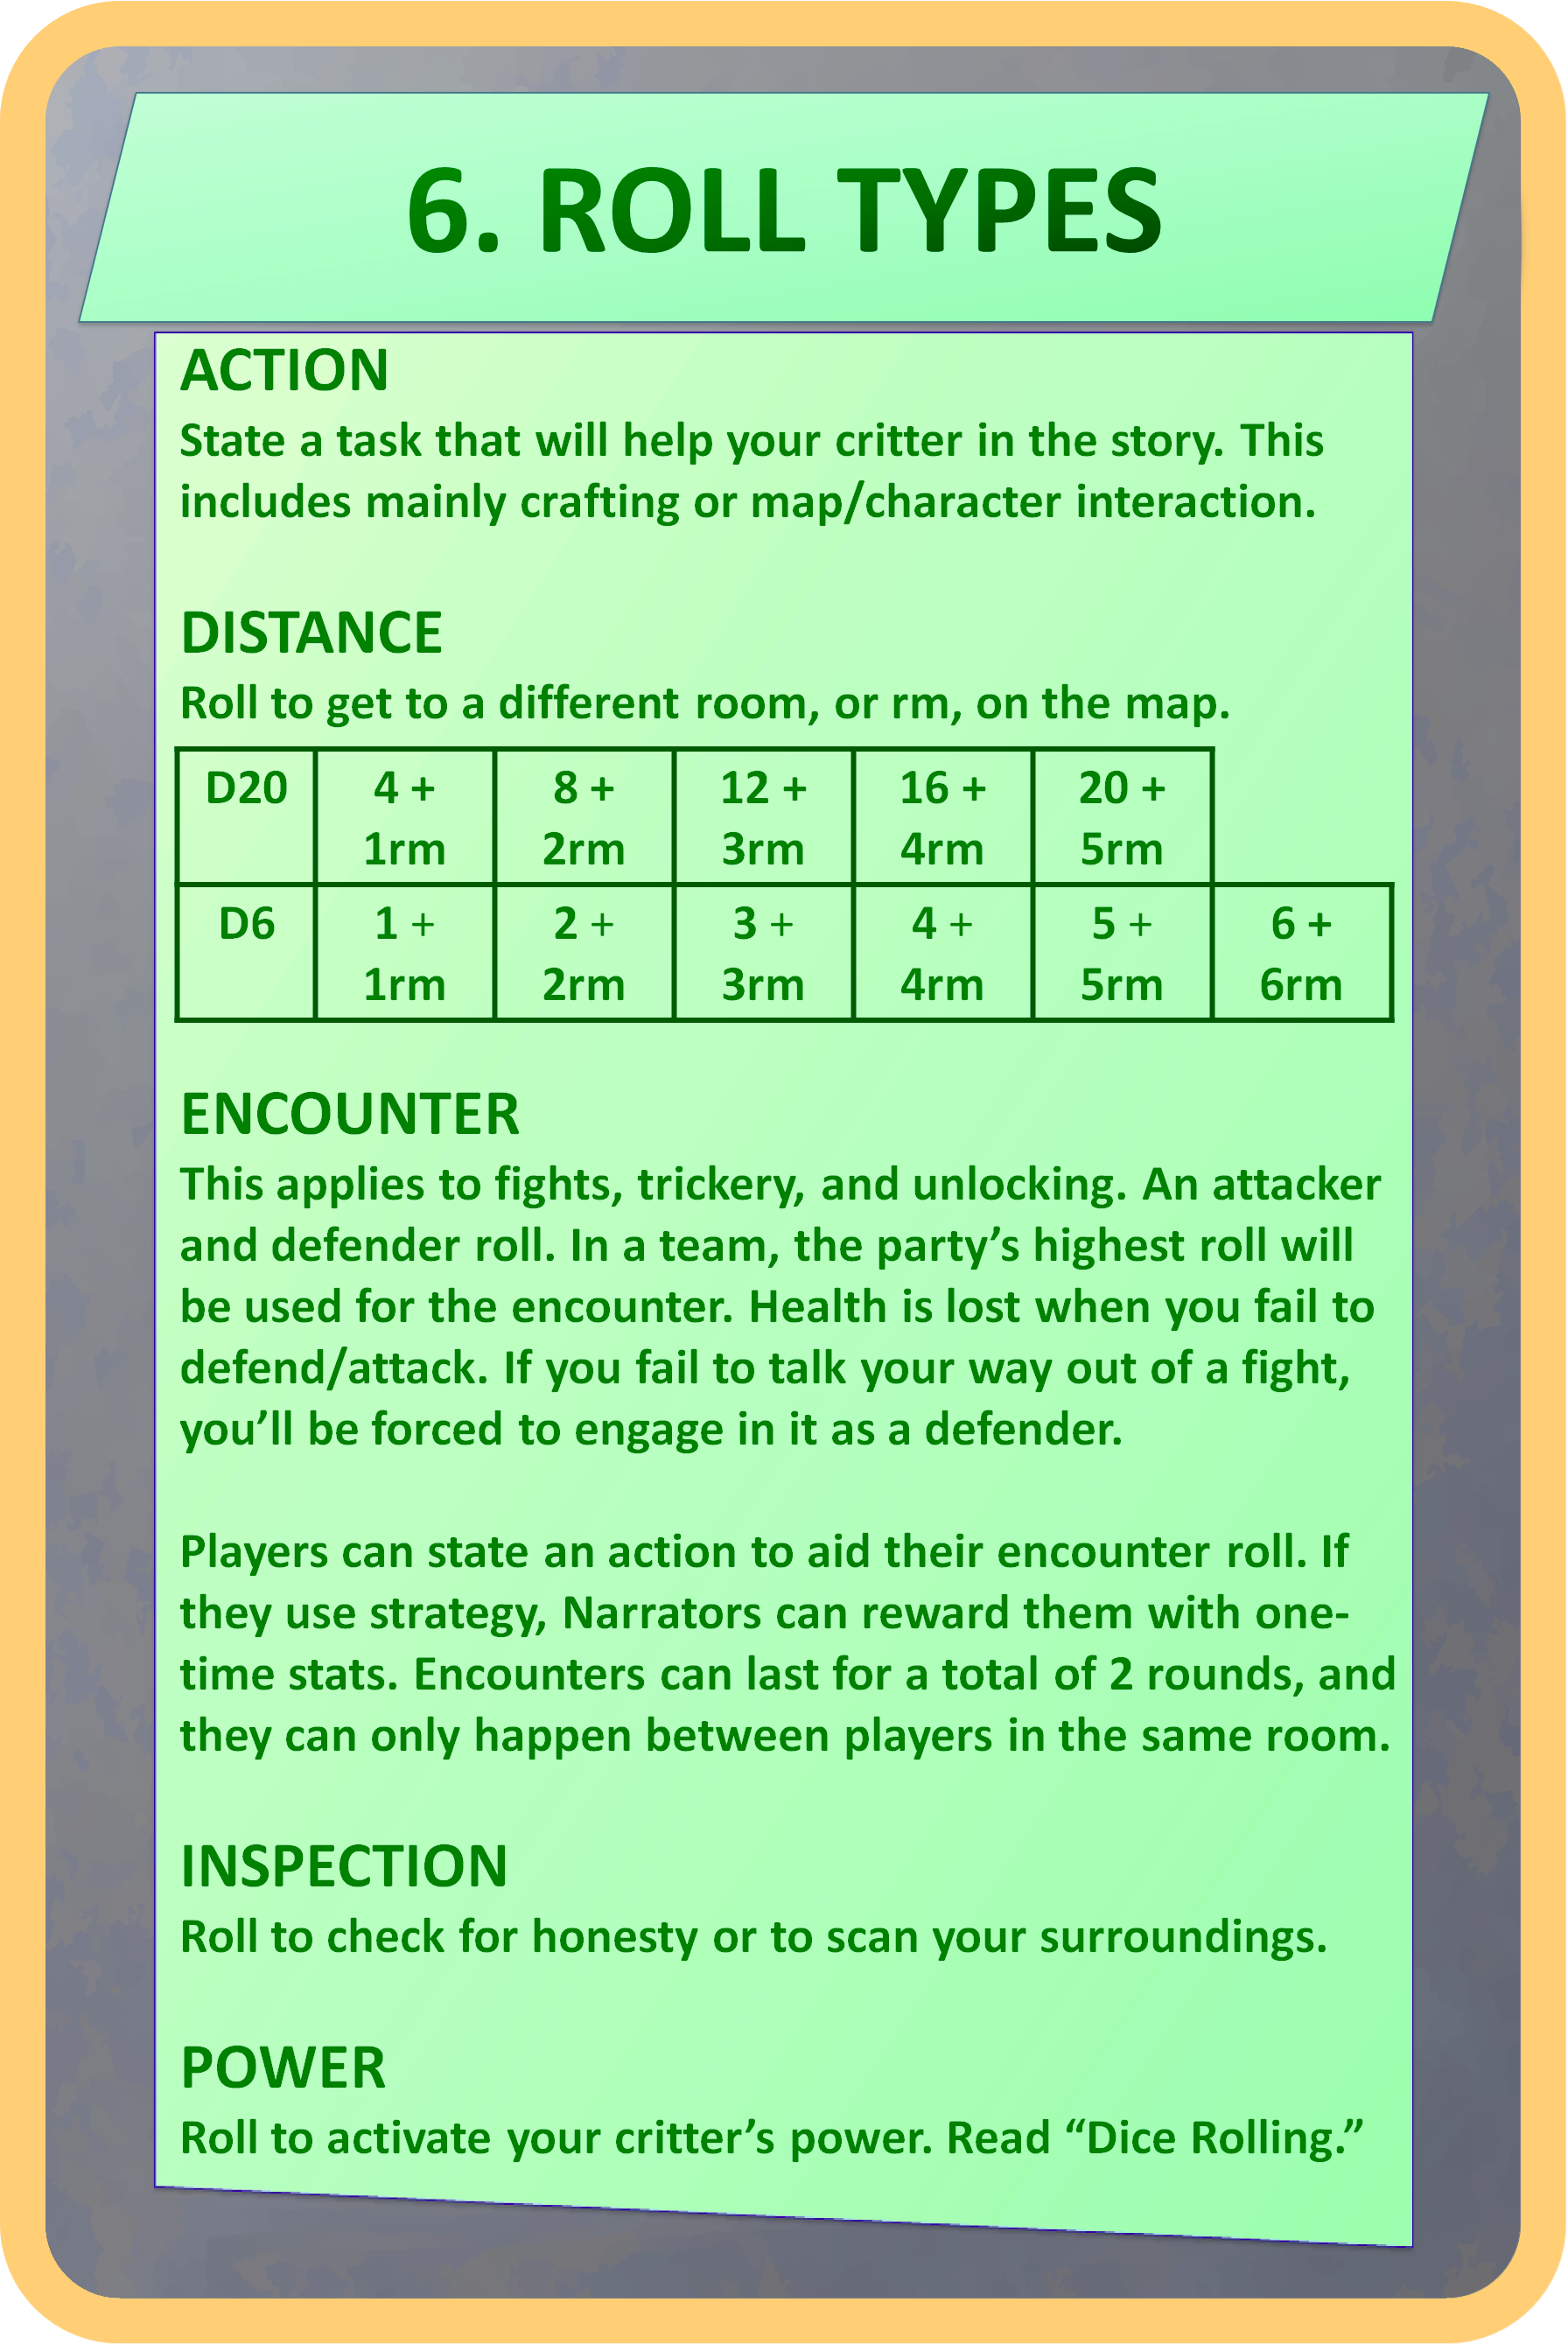 6. ROLL TYPES
ACTION
State a task that will help your critter in the story. This
includes mainly crafting or map/character interaction.
DISTANCE
Roll to get to a different room, or rm, on the map.
D20 4 + 8 + 12 + 16 + 20 +
1rm 2rm 3rm 4rm 5rm
D6 1 + 2 + 3 + 4 + 5 + 6 +
1rm 2rm 3rm 4rm 5rm 6rm
ENCOUNTER
This applies to fights, trickery, and unlocking. An attacker
and defender roll. In a team, the party’s highest roll will
be used for the encounter. Health is lost when you fail to
defend/attack. If you fail to talk your way out of a fight,
you’ll be forced to engage in it as a defender.
Players can state an action to aid their encounter roll. If
they use strategy, Narrators can reward them with one-
time stats. Encounters can last for a total of 2 rounds, and
they can only happen between players in the same room.
INSPECTION
Roll to check for honesty or to scan your surroundings.
POWER
Roll to activate your critter’s power. Read “Dice Rolling.”